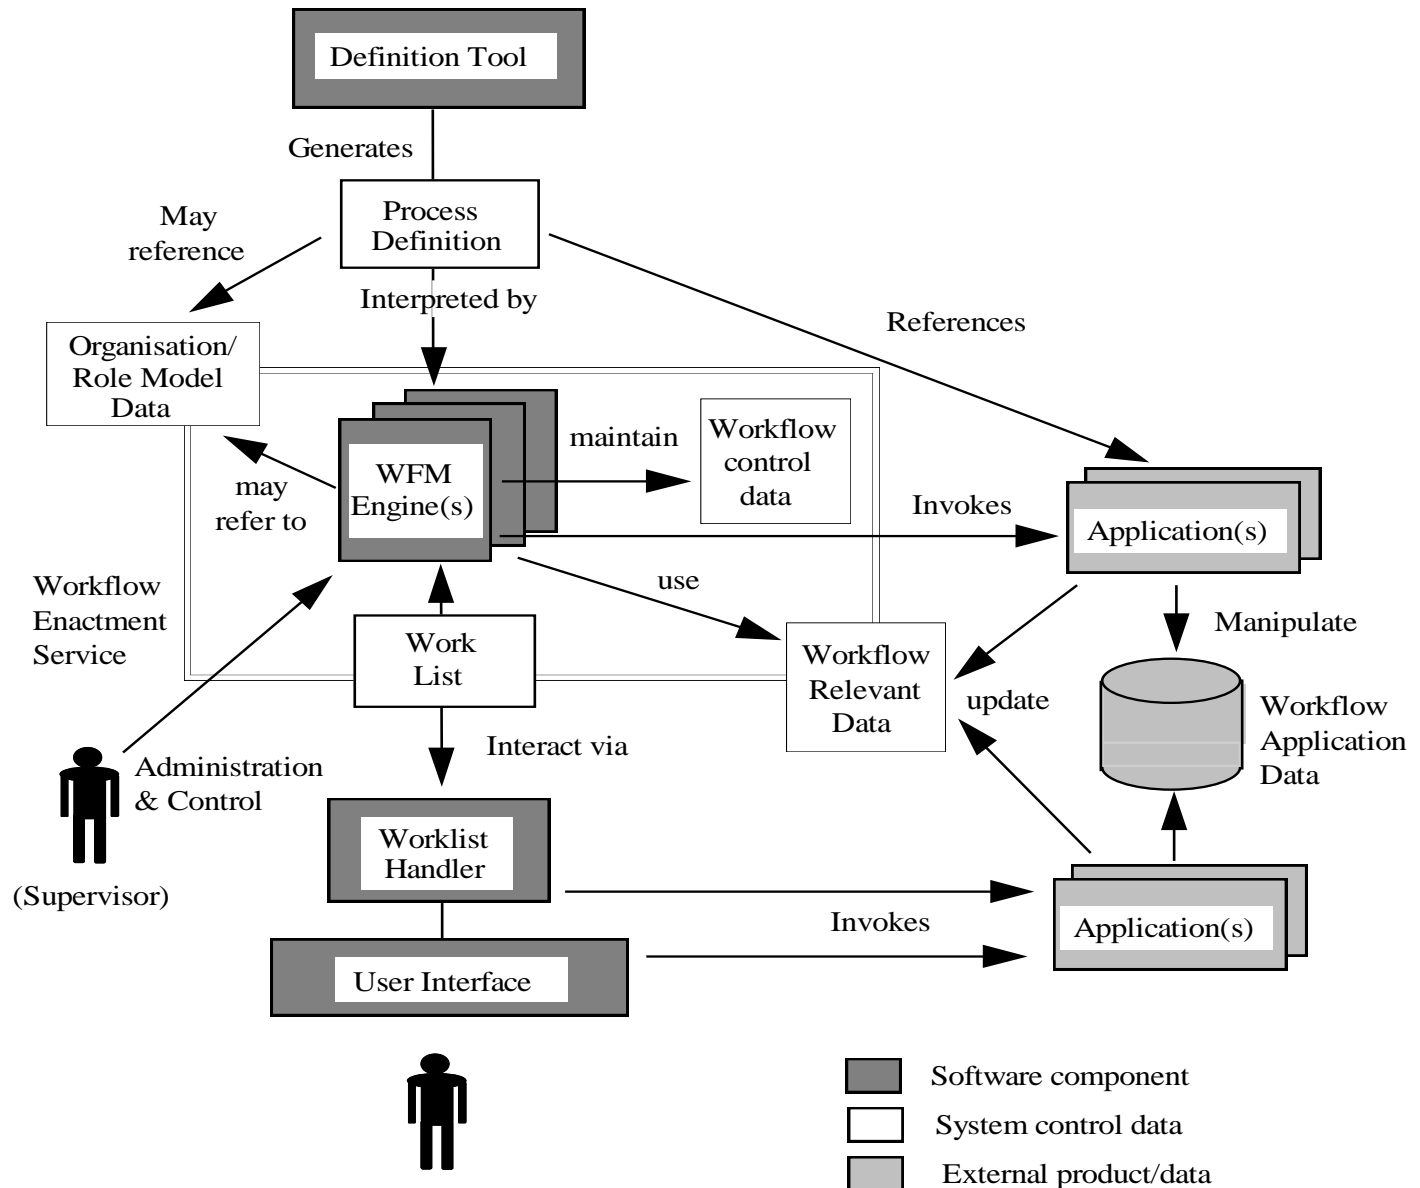 Definition Tool
Generates
Process
Definition
May
reference
Interpreted by
References
Organisation/
Role Model
Data
WFM
Engine(s)
maintain
Workflow
control
data
may
refer to
Invokes
Application(s)
Workflow
Enactment
Service
use
Work
List
Workflow
Relevant
Data
update
Manipulate
Workflow
Application
Data
Interact via
Administration
& Control
(Supervisor)
Worklist
Handler
Invokes
Application(s)
User Interface
Software component
System control data
External product/data